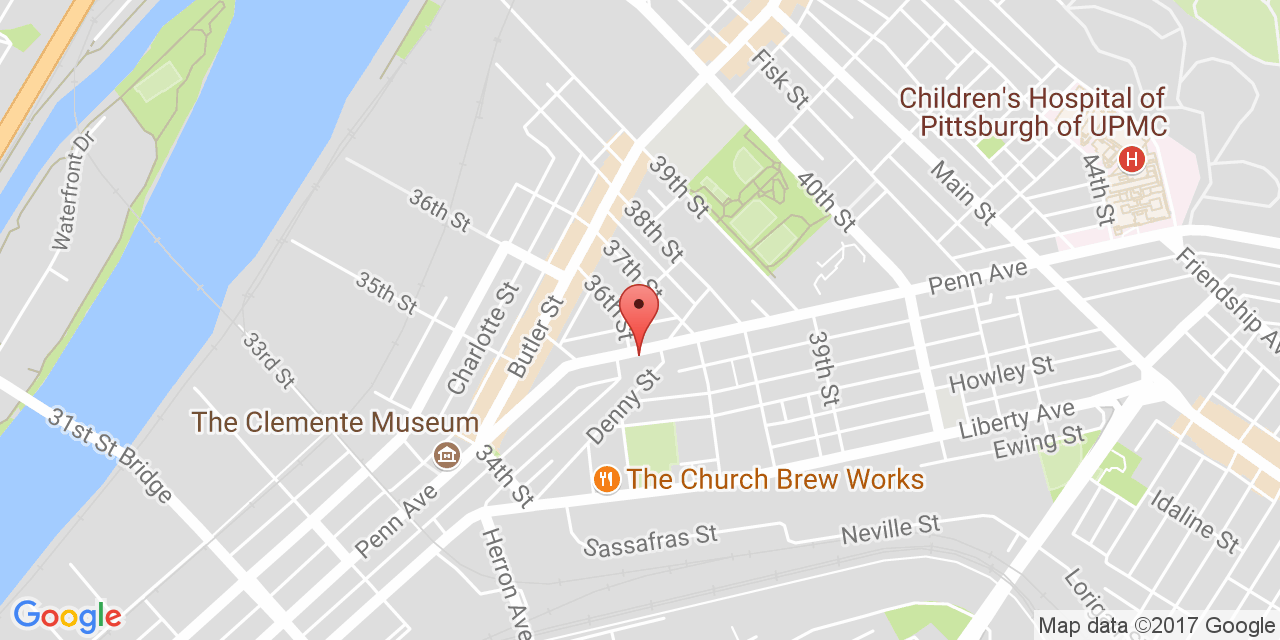 Fisk St
Children's Hospital of
Pittsburgh of UPMC
H
Waterfront Dr
39th St
40th St
Main St
44th St
36th St
38th St
37th St
35th St
36th St
Penn Ave
Friendship Av
Charlotte St
Butler St
33rd St
39th St
Howley St
31st St Bridge
The Clemente Museum
Denny St
Liberty Ave
Ewing St
34th St
The Church Brew Works
Penn Ave
Idaline St
Herron Ave
Sassafras St
Neville St
Loriga
Google
Map data ©2017 Google